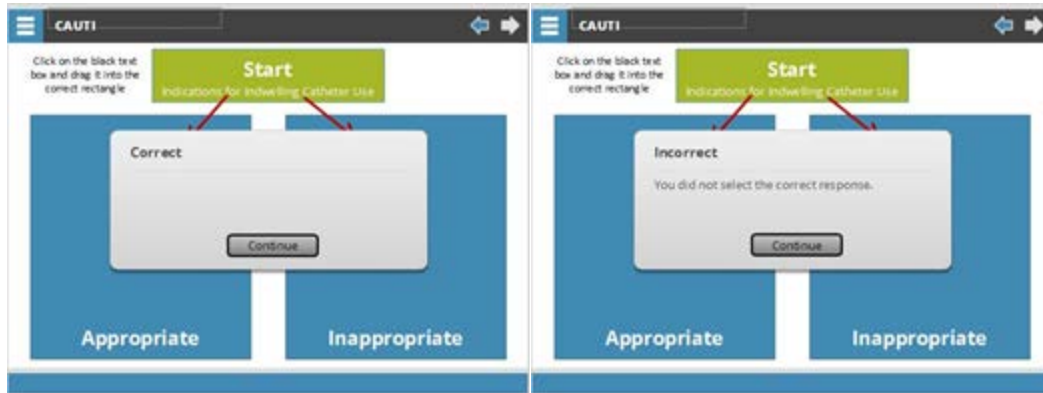 CAUTI
Click on the black text
box and drag it into the
correct rectangle
Start
Indications for Indwelling Catheter Use
Correct
Continue
Appropriate
Inappropriate
CAUTI
Click on the black text
box and drag it into the
correct rectangle
Start
Indications for Indwelling Catheter Use
Incorrect
You did not select the correct response.
Continue
Appropriate
Inappropriate